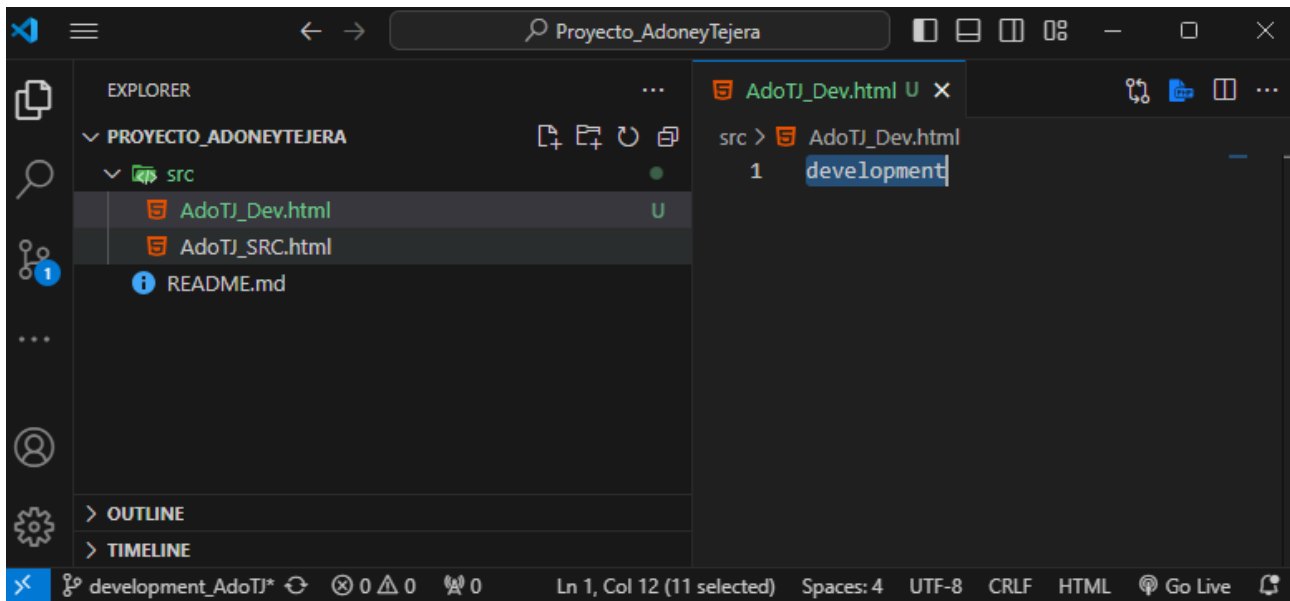 Proyecto_AdoneyTejera
EXPLORER
PROYECTO_ADONEYTEJERA
src
AdoTJ_Dev.html U
AdoTJ_SRC.html
README.md
OUTLINE
TIMELINE
AdoTJ_Dev.html U
src > AdoTJ_Dev.html
1 development
1
development_AdoTJ* 0 0 0 Ln 1, Col 12 (11 selected) Spaces: 4 UTF-8 CRLF HTML Go Live